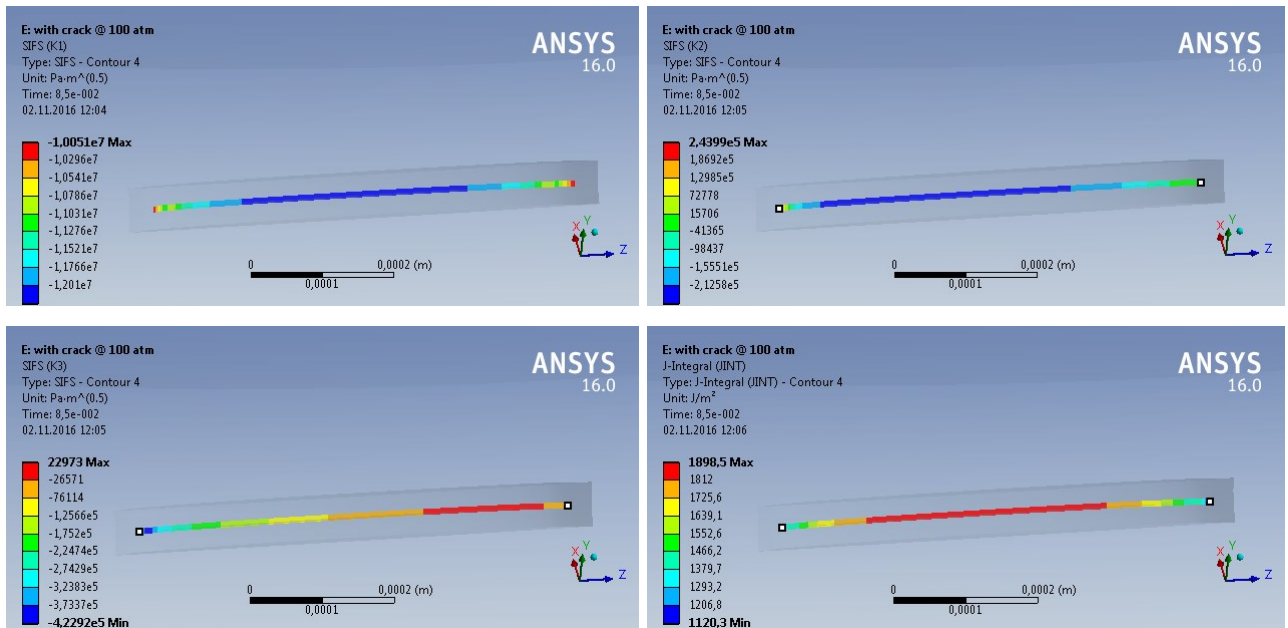 E: with crack @ 100 atm
SIFS (K1)
Type: SIFS - Contour 4
Unit: Pa·m^(0.5)
Time: 8,5e-002
02.11.2016 12:04
ANSYS
16.0
-1,0051e7 Max
-1,0296e7
-1,0541e7
-1,0786e7
-1,1031e7
-1,1276e7
-1,1521e7
-1,1766e7
-1,201e7
0
0,0002 (m)
0,0001
X
Y
Z
E: with crack @ 100 atm
SIFS (K2)
Type: SIFS - Contour 4
Unit: Pa·m^(0.5)
Time: 8,5e-002
02.11.2016 12:05
ANSYS
16.0
2,4399e5 Max
1,8692e5
1,2985e5
72778
15706
-41365
-98437
-1,5551e5
-2,1258e5
0
0,0002 (m)
0,0001
X
Y
Z
E: with crack @ 100 atm
SIFS (K3)
Type: SIFS - Contour 4
Unit: Pa·m^(0.5)
Time: 8,5e-002
02.11.2016 12:05
ANSYS
16.0
22973 Max
-26571
-76114
-1,2566e5
-1,752e5
-2,2474e5
-2,7429e5
-3,2383e5
-3,7337e5
-4,2292e5 Min
0
0,0002 (m)
0,0001
X
Y
Z
E: with crack @ 100 atm
J-Integral (JINT)
Type: J-Integral (JINT) - Contour 4
Unit: J/m²
Time: 8,5e-002
02.11.2016 12:06
ANSYS
16.0
1898,5 Max
1812
1725,6
1639,1
1552,6
1466,2
1379,7
1293,2
1206,8
1120,3 Min
0
0,0002 (m)
0,0001
X
Y
Z